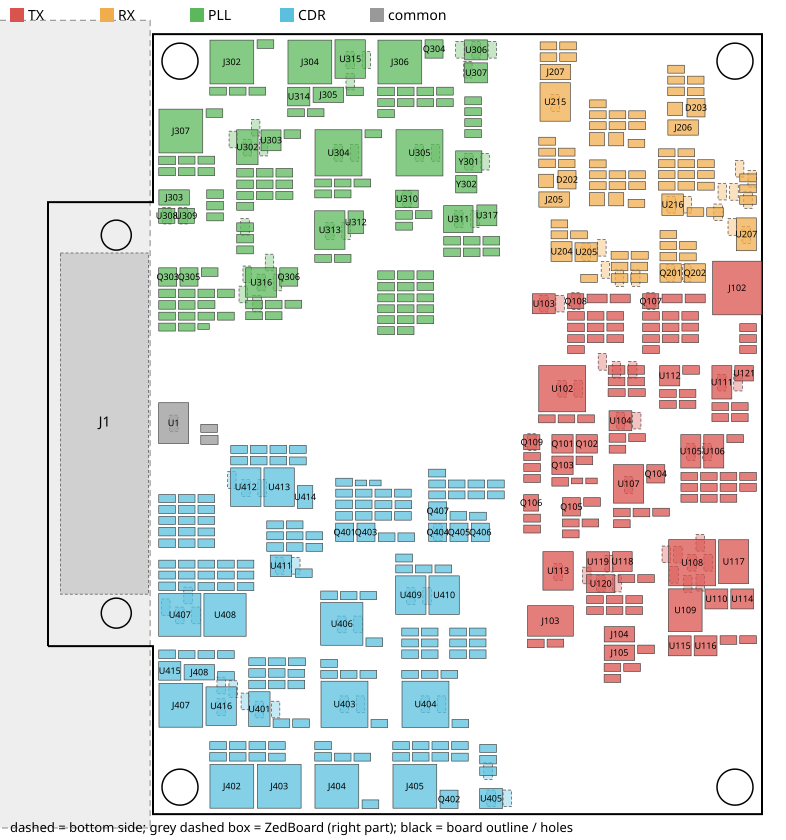 TX RX PLL CDR common
J302 J304 U315 J306 Q304 U306
U307
J207
U314 J305 U215
D203
J307 J206
U302 U303 U304 U305
Y301
Y302 D202
J303 U310 J205
U308 U309 U216
U313 U312 U311 U317
U207
U204 U205
Q303 Q305 U316 Q306 Q201 Q202
J102
U103 Q108 Q107
U102 U112 U111 U121
J1 U1 U104
Q109 Q101 Q102 U105 U106
Q103
U412 U413 U414 U107 Q104
Q106 Q105
Q407
Q401 Q403 Q404 Q405 Q406
U411 U113 U119 U118 U108 U117
U120
U409 U410
U407 U408 U406 U109 U110 U114
J103 J104
U115 U116
J105
U415 J408
J407 U416 U401 U403 U404
J402 J403 J404 J405 Q402 U405
dashed = bottom side; grey dashed box = ZedBoard (right part); black = board outline / holes